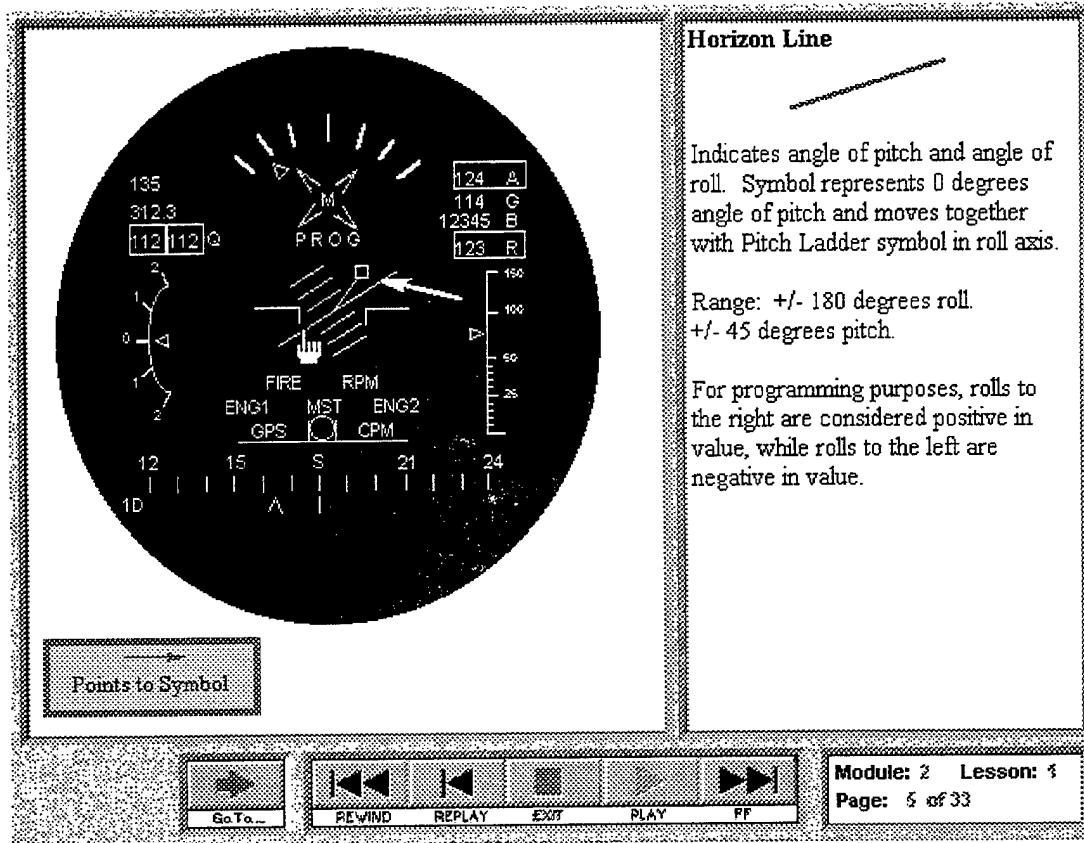 Horizon Line
Indicates angle of pitch and angle of
roll. Symbol represents 0 degrees
angle of pitch and moves together
with Pitch Ladder symbol in roll axis.
Range: +/- 180 degrees roll.
+/- 45 degrees pitch.
For programming purposes, rolls to
the right are considered positive in
value, while rolls to the left are
negative in value.
135
312.3
112 112 Q
M
PROG
124 A
114 G
12345 B
123 R
2
1
0
1
2
150
100
50
25
FIRE RPM
ENG1 MST ENG2
GPS CPM
12 15 S 21 24
1D
Points to Symbol
GoTo...
REWIND REPLAY EXIT PLAY FF
Module: 2 Lesson:
Page: of 33